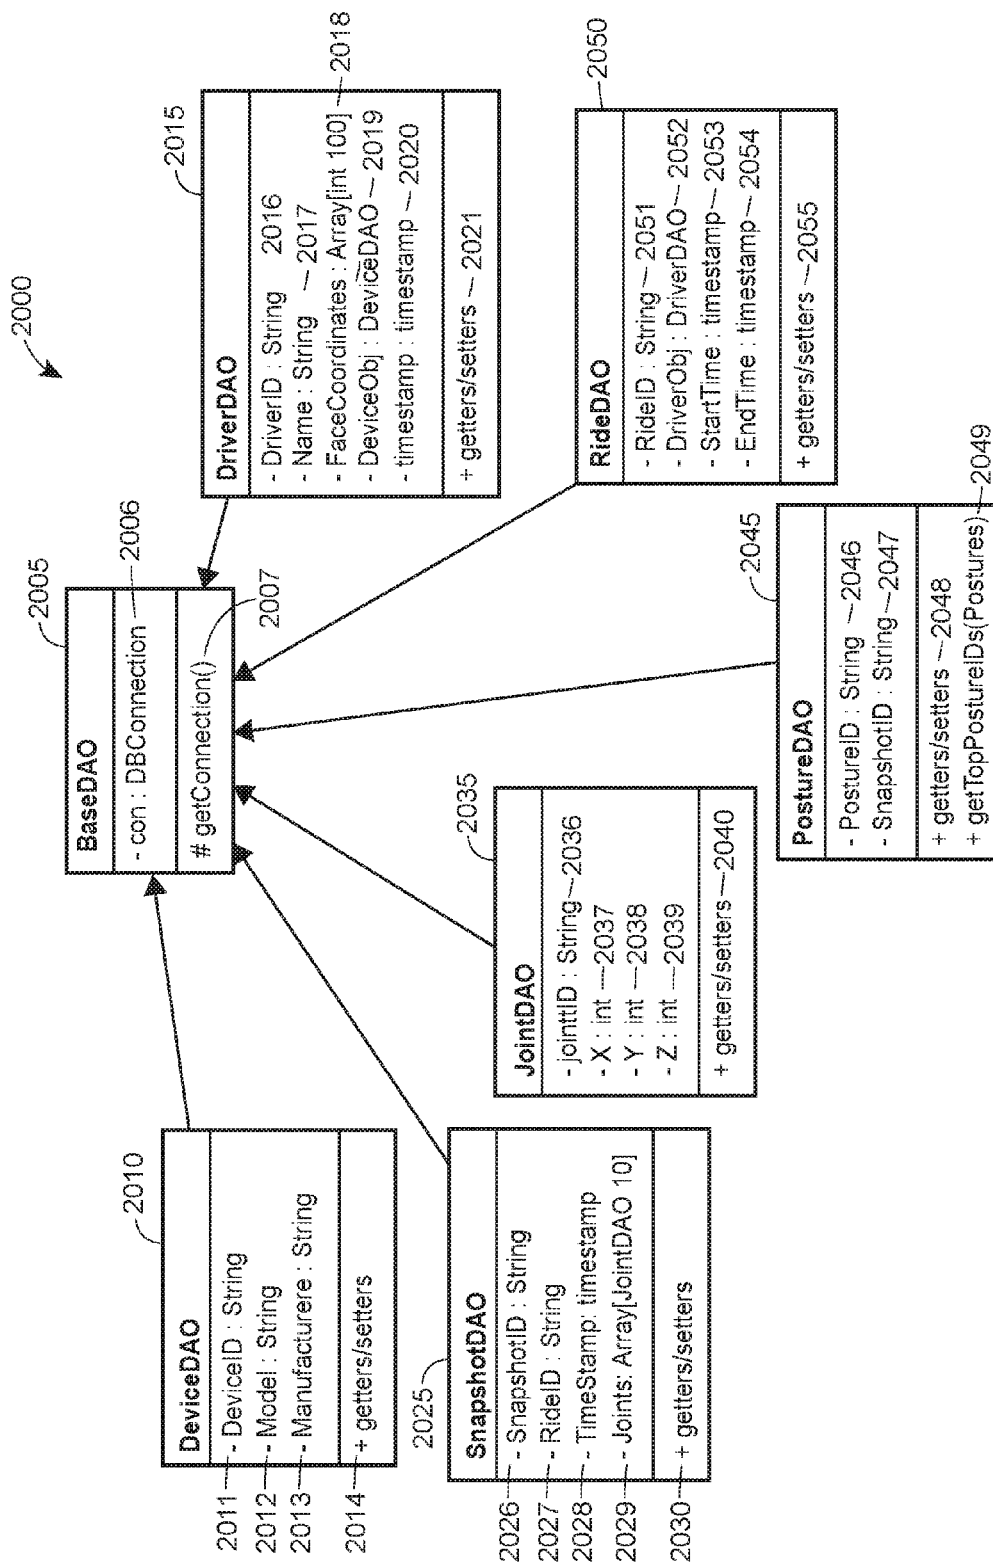 2000
BaseDAO
2005
- con : DBConnection
2006
# getConnection()
2007
DeviceDAO
2010
2011 - DeviceID : String
2012 - Model : String
2013 - Manufacturere : String
2014 + getters/setters
DriverDAO
2015
- DriverID : String 2016
- Name : String 2017
- FaceCoordinates : Array[int 100]
2018
- DeviceObj : DeviceDAO 2019
- timestamp : timestamp 2020
+ getters/setters 2021
SnapshotDAO
2025
2026 - SnapshotID : String
2027 - RideID : String
2028 - TimeStamp: timestamp
2029 - Joints: Array[JointDAO 10]
2030 + getters/setters
JointDAO
2035
- jointtID : String 2036
- X : int 2037
- Y : int 2038
- Z : int 2039
+ getters/setters 2040
PostureDAO
2045
- PostureID : String 2046
- SnapshotID : String 2047
+ getters/setters 2048
+ getTopPostureIDs(Postures) 2049
RideDAO
2050
- RideID : String 2051
- DriverObj : DriverDAO 2052
- StartTime : timestamp 2053
- EndTime : timestamp 2054
+ getters/setters 2055